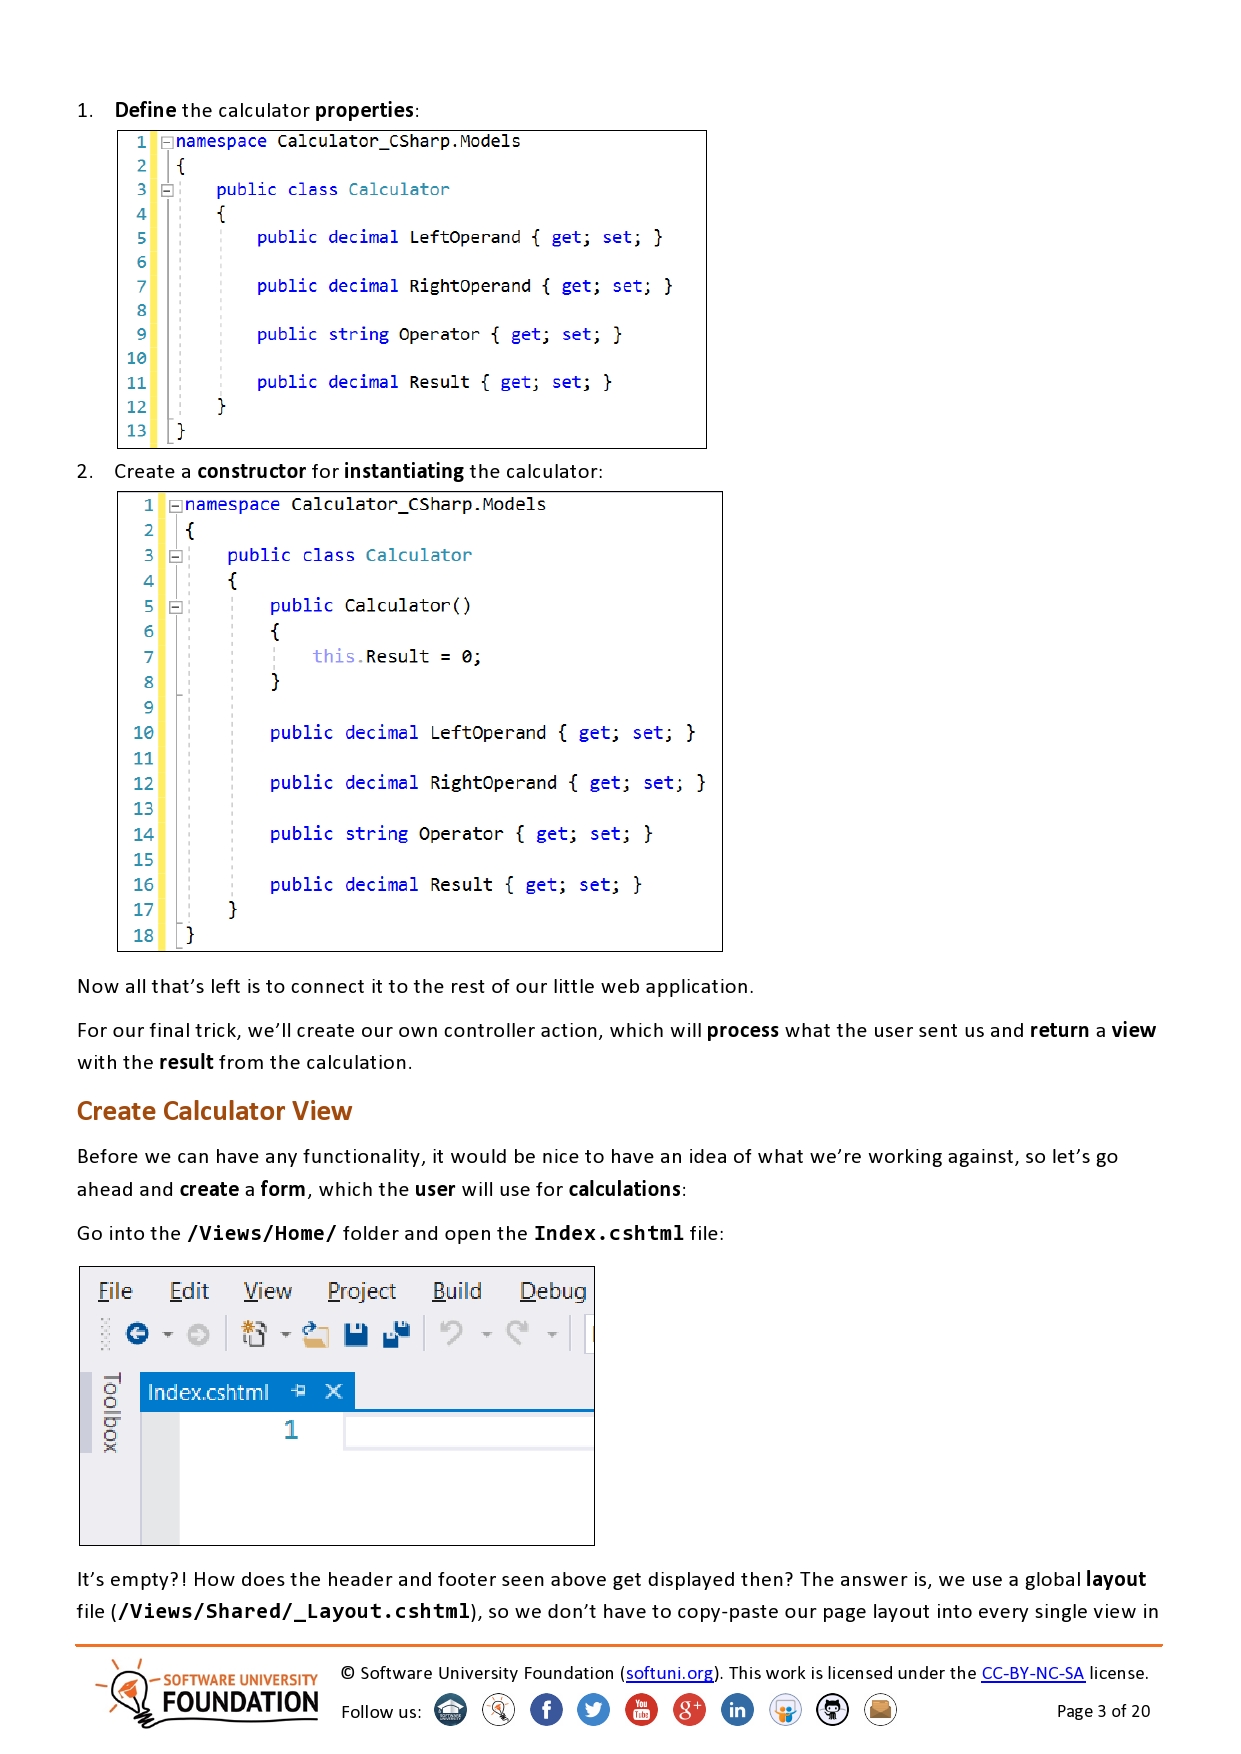 1. Define the calculator properties:
1 namespace Calculator_CSharp.Models
2 {
3 public class Calculator
4 {
5 public decimal LeftOperand { get; set; }
6
7 public decimal RightOperand { get; set; }
8
9 public string Operator { get; set; }
10
11 public decimal Result { get; set; }
12 }
13 }
2. Create a constructor for instantiating the calculator:
1 namespace Calculator_CSharp.Models
2 {
3 public class Calculator
4 {
5 public Calculator()
6 {
7 this.Result = 0;
8 }
9
10 public decimal LeftOperand { get; set; }
11
12 public decimal RightOperand { get; set; }
13
14 public string Operator { get; set; }
15
16 public decimal Result { get; set; }
17 }
18 }
Now all that’s left is to connect it to the rest of our little web application.
For our final trick, we’ll create our own controller action, which will process what the user sent us and return a view
with the result from the calculation.
Create Calculator View
Before we can have any functionality, it would be nice to have an idea of what we’re working against, so let’s go
ahead and create a form, which the user will use for calculations:
Go into the /Views/Home/ folder and open the Index.cshtml file:
File Edit View Project Build Debug
Toolbox
Index.cshtml
1
It’s empty?! How does the header and footer seen above get displayed then? The answer is, we use a global layout
file (/Views/Shared/_Layout.cshtml), so we don’t have to copy-paste our page layout into every single view in
SOFTWARE UNIVERSITY
FOUNDATION
© Software University Foundation (softuni.org). This work is licensed under the CC-BY-NC-SA license.
Follow us:
You
Tube
g+
in
Page 3 of 20